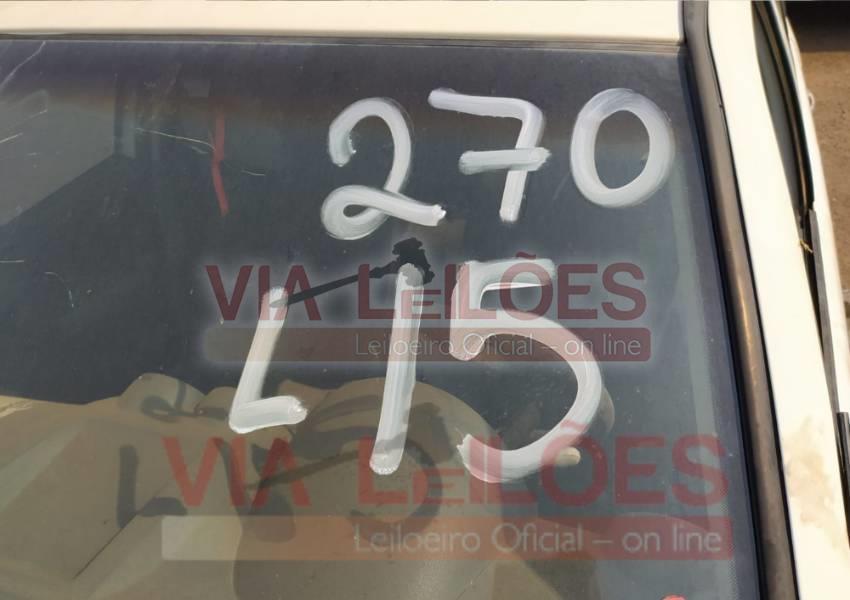 270
L15
VIA LEILÕES
Leiloeiro Oficial – on line
VIA LEILÕES
Leiloeiro Oficial – on line